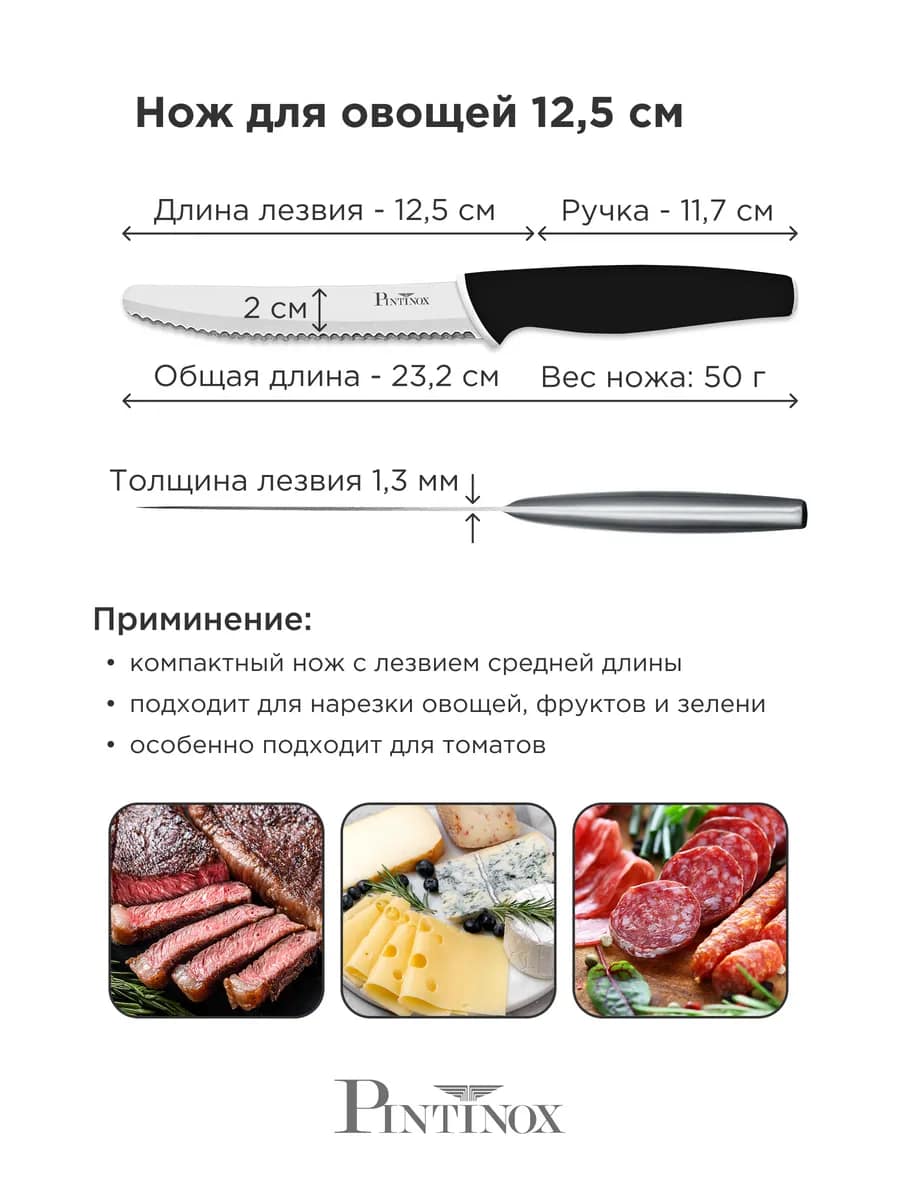 Нож для овощей 12,5 см
Длина лезвия - 12,5 см
Ручка - 11,7 см
2 см
PINTINOX
Общая длина - 23,2 см
Вес ножа: 50 г
Толщина лезвия 1,3 мм
Приминение:
• компактный нож с лезвием средней длины
• подходит для нарезки овощей, фруктов и зелени
• особенно подходит для томатов
PINTINOX